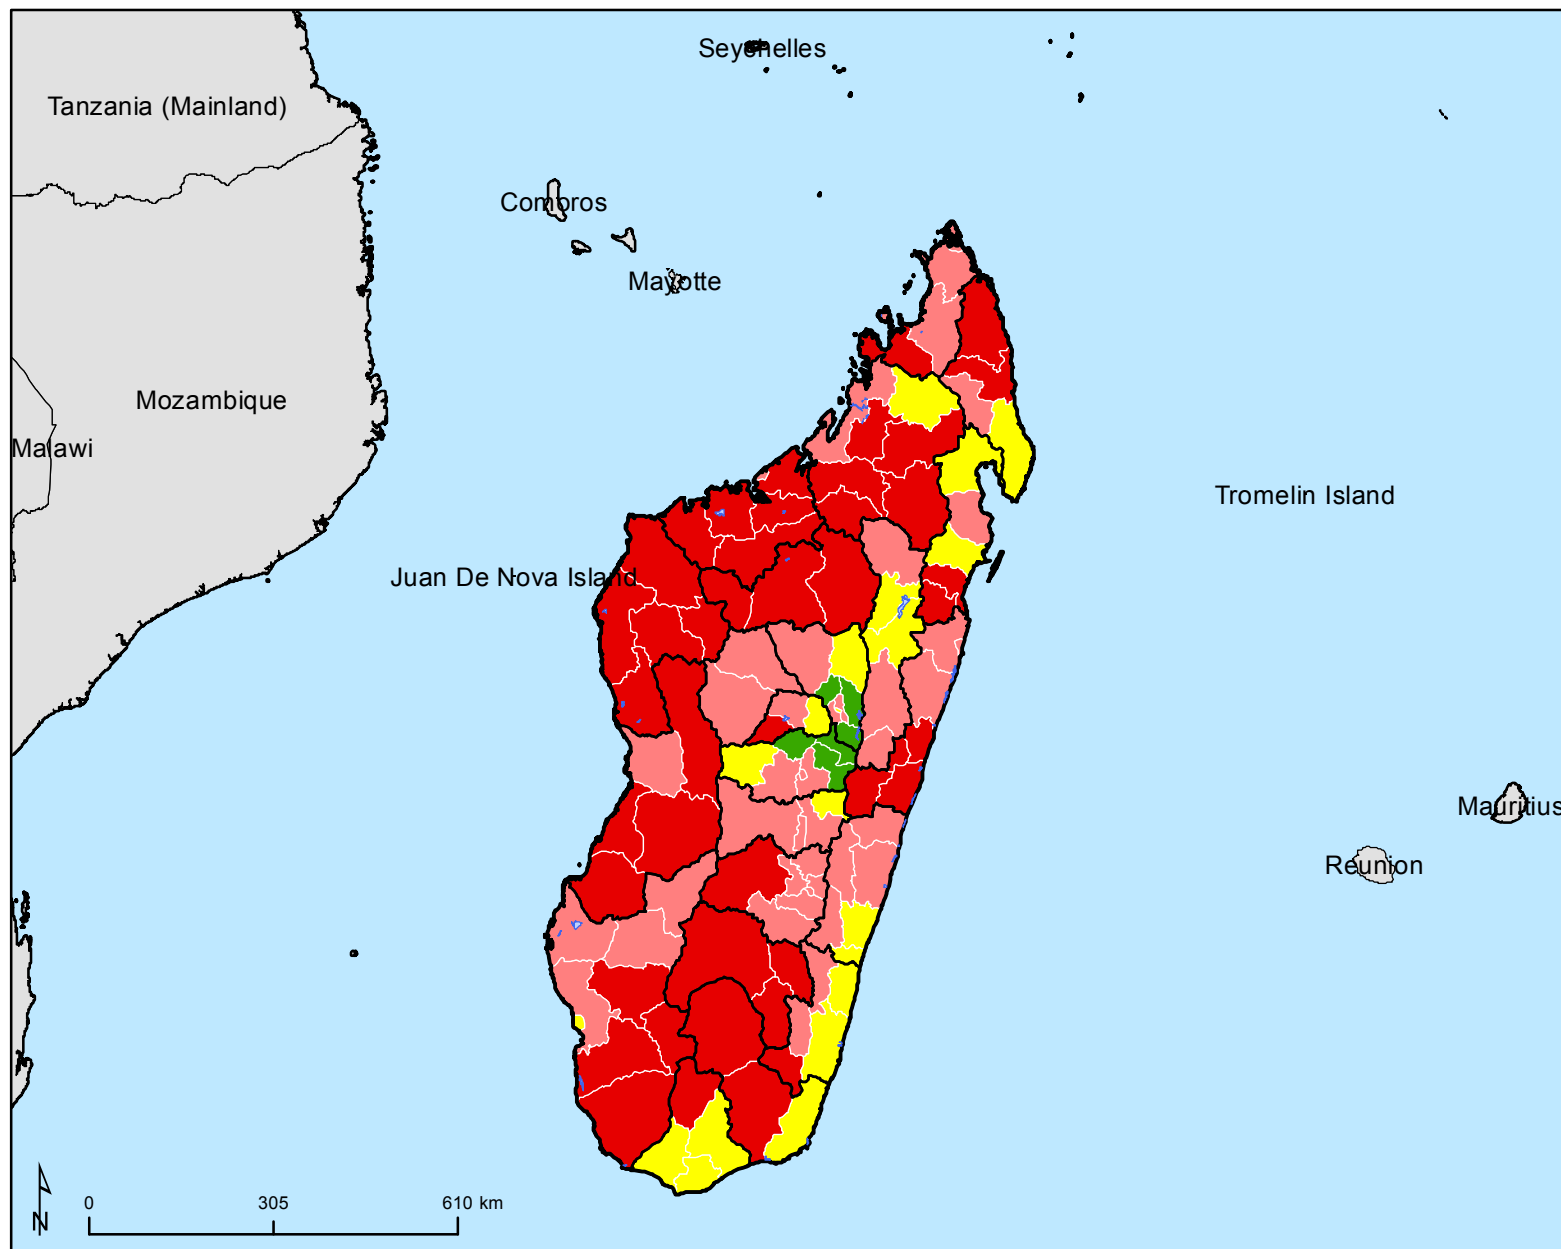 Seychelles
Tanzania (Mainland)
Comoros
Mayotte
Mozambique
Malawi
Tromelin Island
Juan De Nova Island
Mauritius
Reunion
N
0 305 610 km